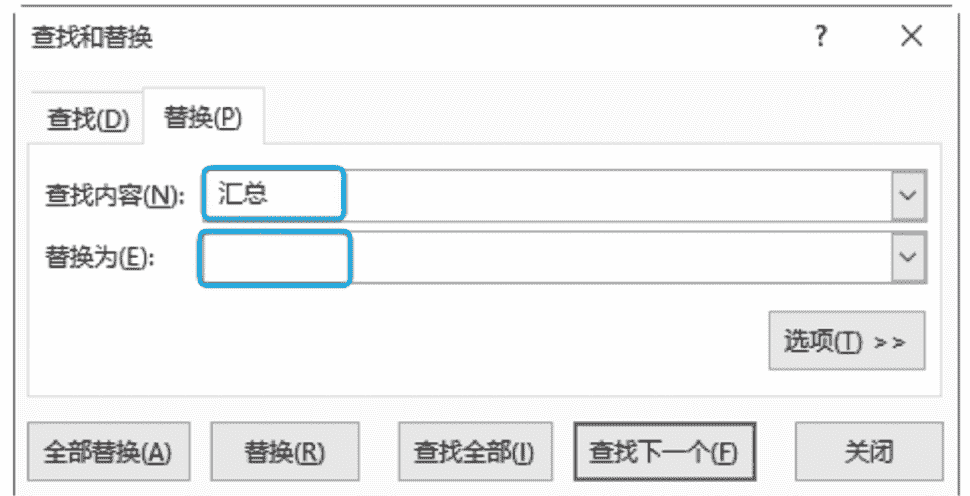 查找和替换 ?
查找(D) 替换(P)
查找内容(N): 汇总
替换为(E):
选项(T) >>
全部替换(A) 替换(R) 查找全部(I) 查找下一个(F) 关闭